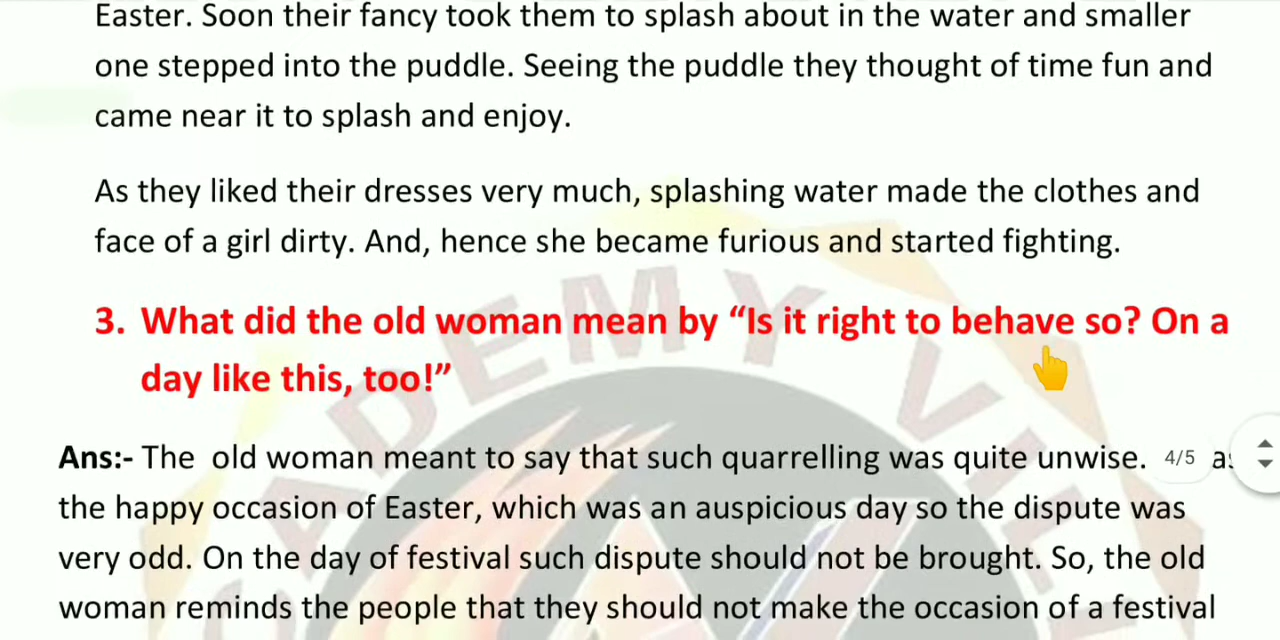 Easter. Soon their fancy took them to splash about in the water and smaller
one stepped into the puddle. Seeing the puddle they thought of time fun and
came near it to splash and enjoy.
As they liked their dresses very much, splashing water made the clothes and
face of a girl dirty. And, hence she became furious and started fighting.
3. What did the old woman mean by “Is it right to behave so? On a
day like this, too!”
Ans:- The old woman meant to say that such quarrelling was quite unwise. 4/5
the happy occasion of Easter, which was an auspicious day so the dispute was
very odd. On the day of festival such dispute should not be brought. So, the old
woman reminds the people that they should not make the occasion of a festival